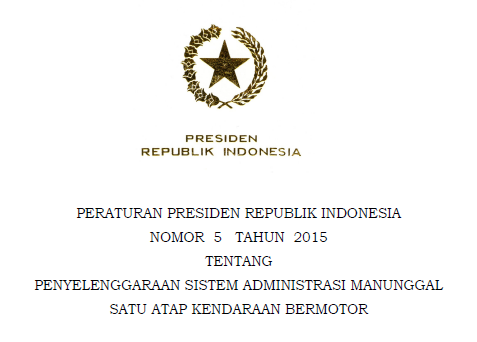 PRESIDEN
REPUBLIK INDONESIA
PERATURAN PRESIDEN REPUBLIK INDONESIA
NOMOR 5 TAHUN 2015
TENTANG
PENYELENGGARAAN SISTEM ADMINISTRASI MANUNGGAL
SATU ATAP KENDARAAN BERMOTOR